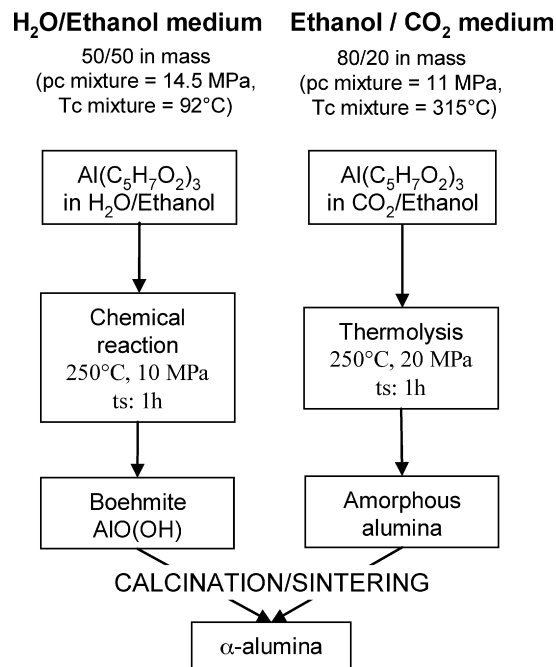 H₂O/Ethanol medium
50/50 in mass
(pc mixture = 14.5 MPa,
Tc mixture = 92°C)
Al(C₅H₇O₂)₃
in H₂O/Ethanol
Chemical
reaction
250°C, 10 MPa
ts: 1h
Boehmite
AlO(OH)
Ethanol / CO₂ medium
80/20 in mass
(pc mixture = 11 MPa,
Tc mixture = 315°C)
Al(C₅H₇O₂)₃
in CO₂/Ethanol
Thermolysis
250°C, 20 MPa
ts: 1h
Amorphous
alumina
CALCINATION/SINTERING
α-alumina